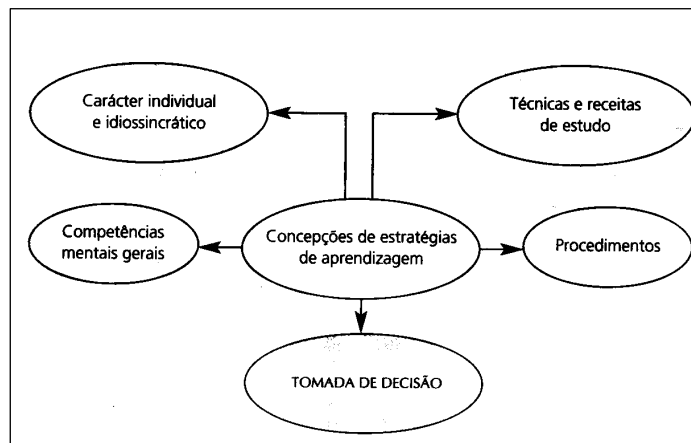 Carácter individual
e idiossincrático
Técnicas e receitas
de estudo
Competências
mentais gerais
Concepções de estratégias
de aprendizagem
Procedimentos
TOMADA DE DECISÃO